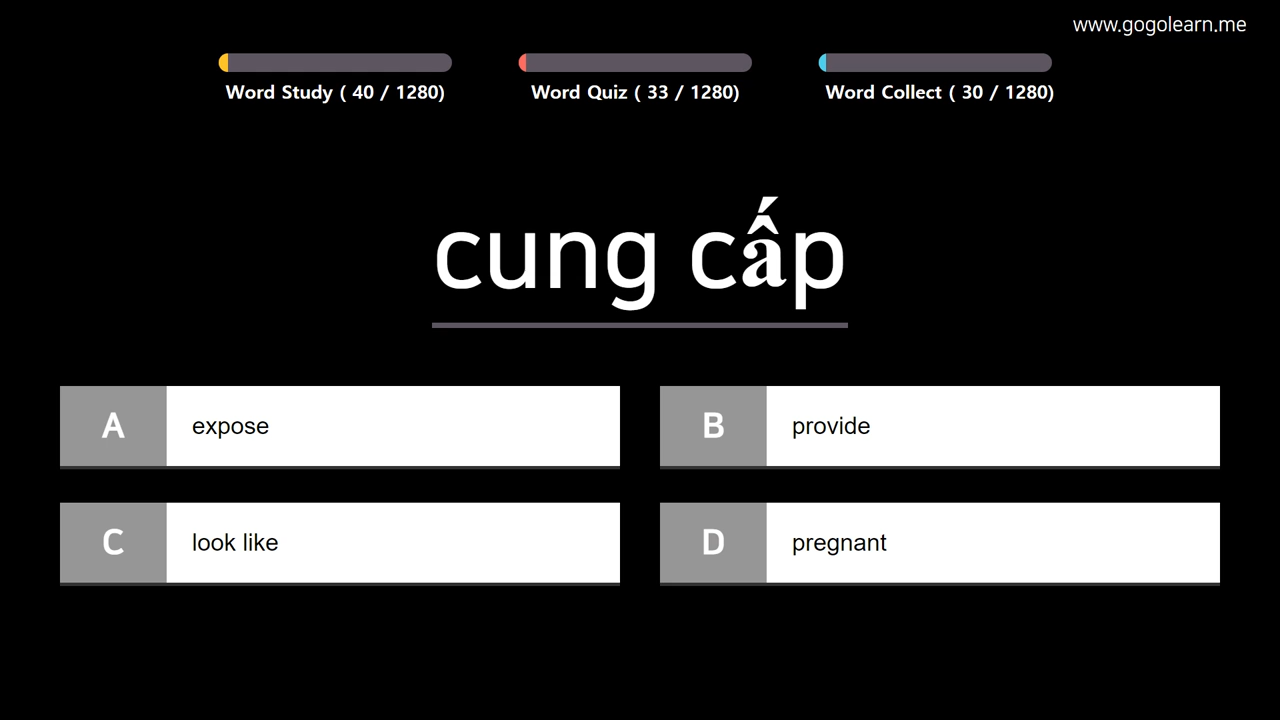 www.gogolearn.me
Word Study ( 40 / 1280)
Word Quiz ( 33 / 1280)
Word Collect ( 30 / 1280)
cung cấp
A expose
B provide
C look like
D pregnant